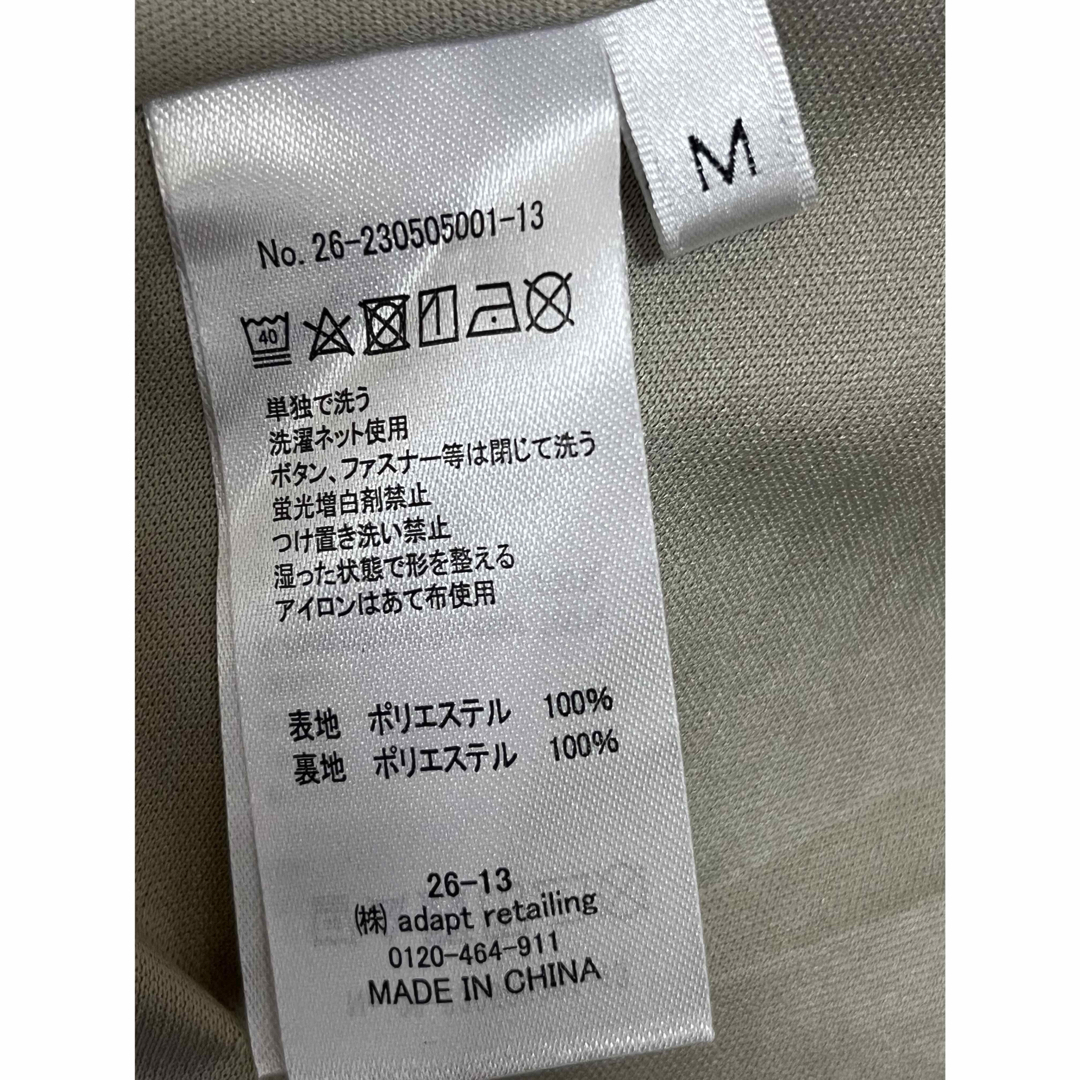 M
No. 26-230505001-13
40
単独で洗う
洗濯ネット使用
ボタン、ファスナー等は閉じて洗う
蛍光増白剤禁止
つけ置き洗い禁止
湿った状態で形を整える
アイロンはあて布使用
表地 ポリエステル 100%
裏地 ポリエステル 100%
26-13
㈱ adapt retailing
0120-464-911
MADE IN CHINA